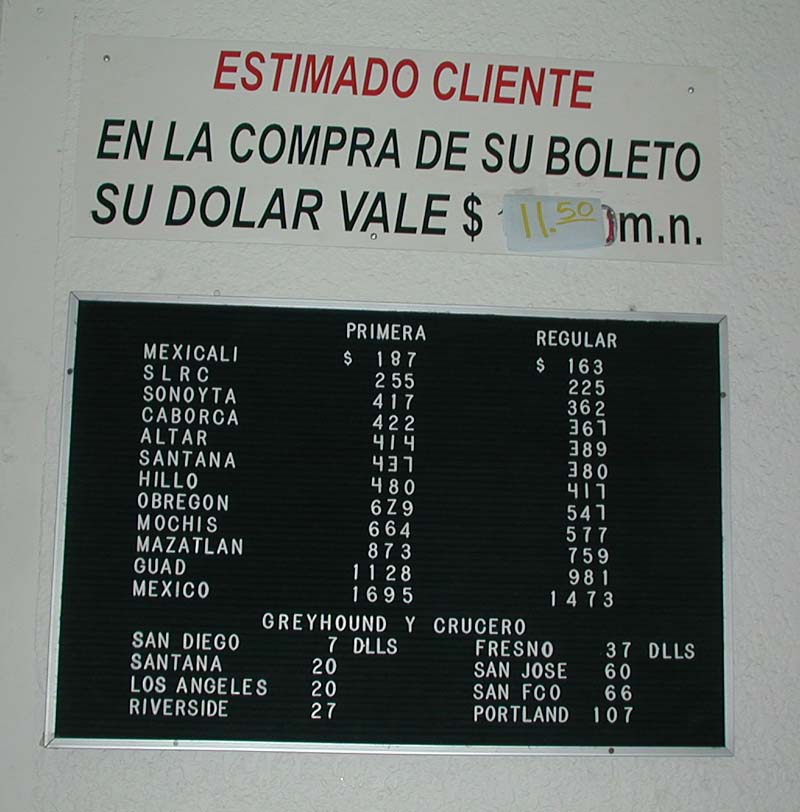 ESTIMADO CLIENTE
EN LA COMPRA DE SU BOLETO
SU DOLAR VALE $ 11.50 m.n.
PRIMERA REGULAR
MEXICALI $ 187 $ 163
SLRC 255 225
SONOYTA 417 362
CABORCA 422 367
ALTAR 414 389
SANTANA 437 380
HILLO 480 417
OBREGON 629 547
MOCHIS 664 577
MAZATLAN 873 759
GUAD 1128 981
MEXICO 1695 1473
GREYHOUND Y CRUCERO
SAN DIEGO 7 DLLS FRESNO 37 DLLS
SANTANA 20 SAN JOSE 60
LOS ANGELES 20 SAN FCO 66
RIVERSIDE 27 PORTLAND 107